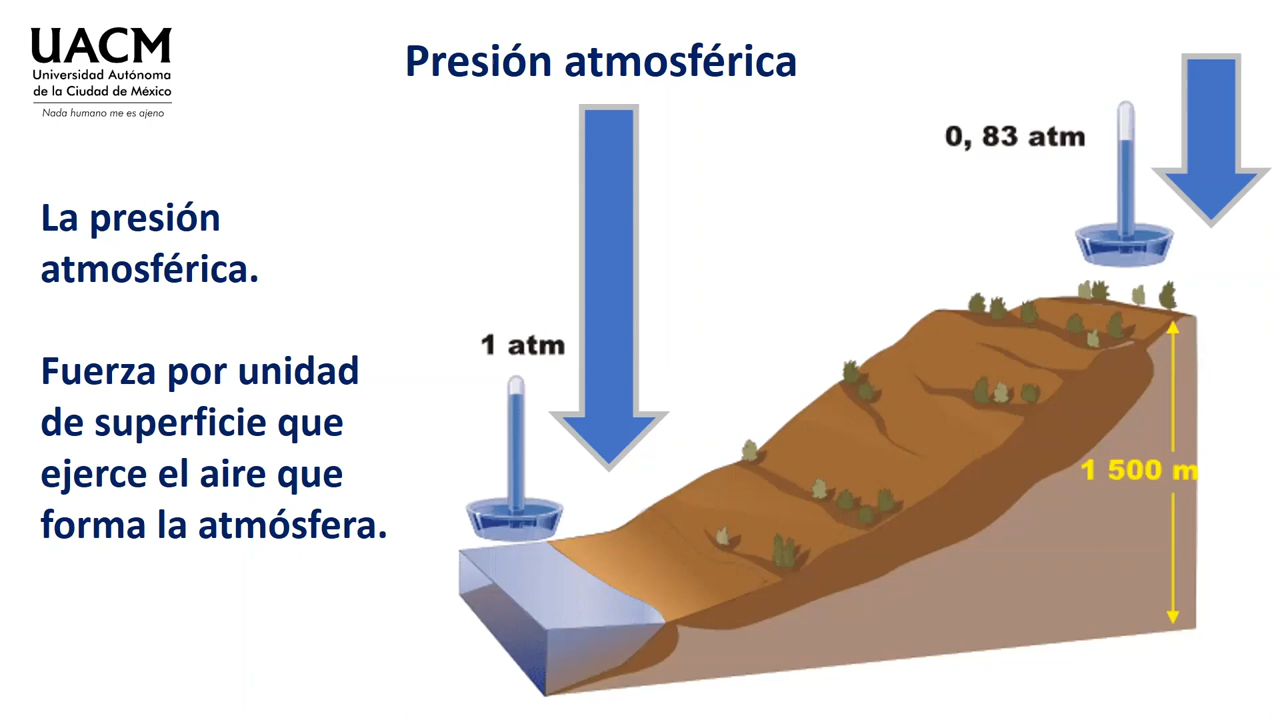 UACM
Universidad Autónoma
de la Ciudad de México
Nada humano me es ajeno
Presión atmosférica
0, 83 atm
La presión
atmosférica.
1 atm
Fuerza por unidad
de superficie que
ejerce el aire que
forma la atmósfera.
1 500 m